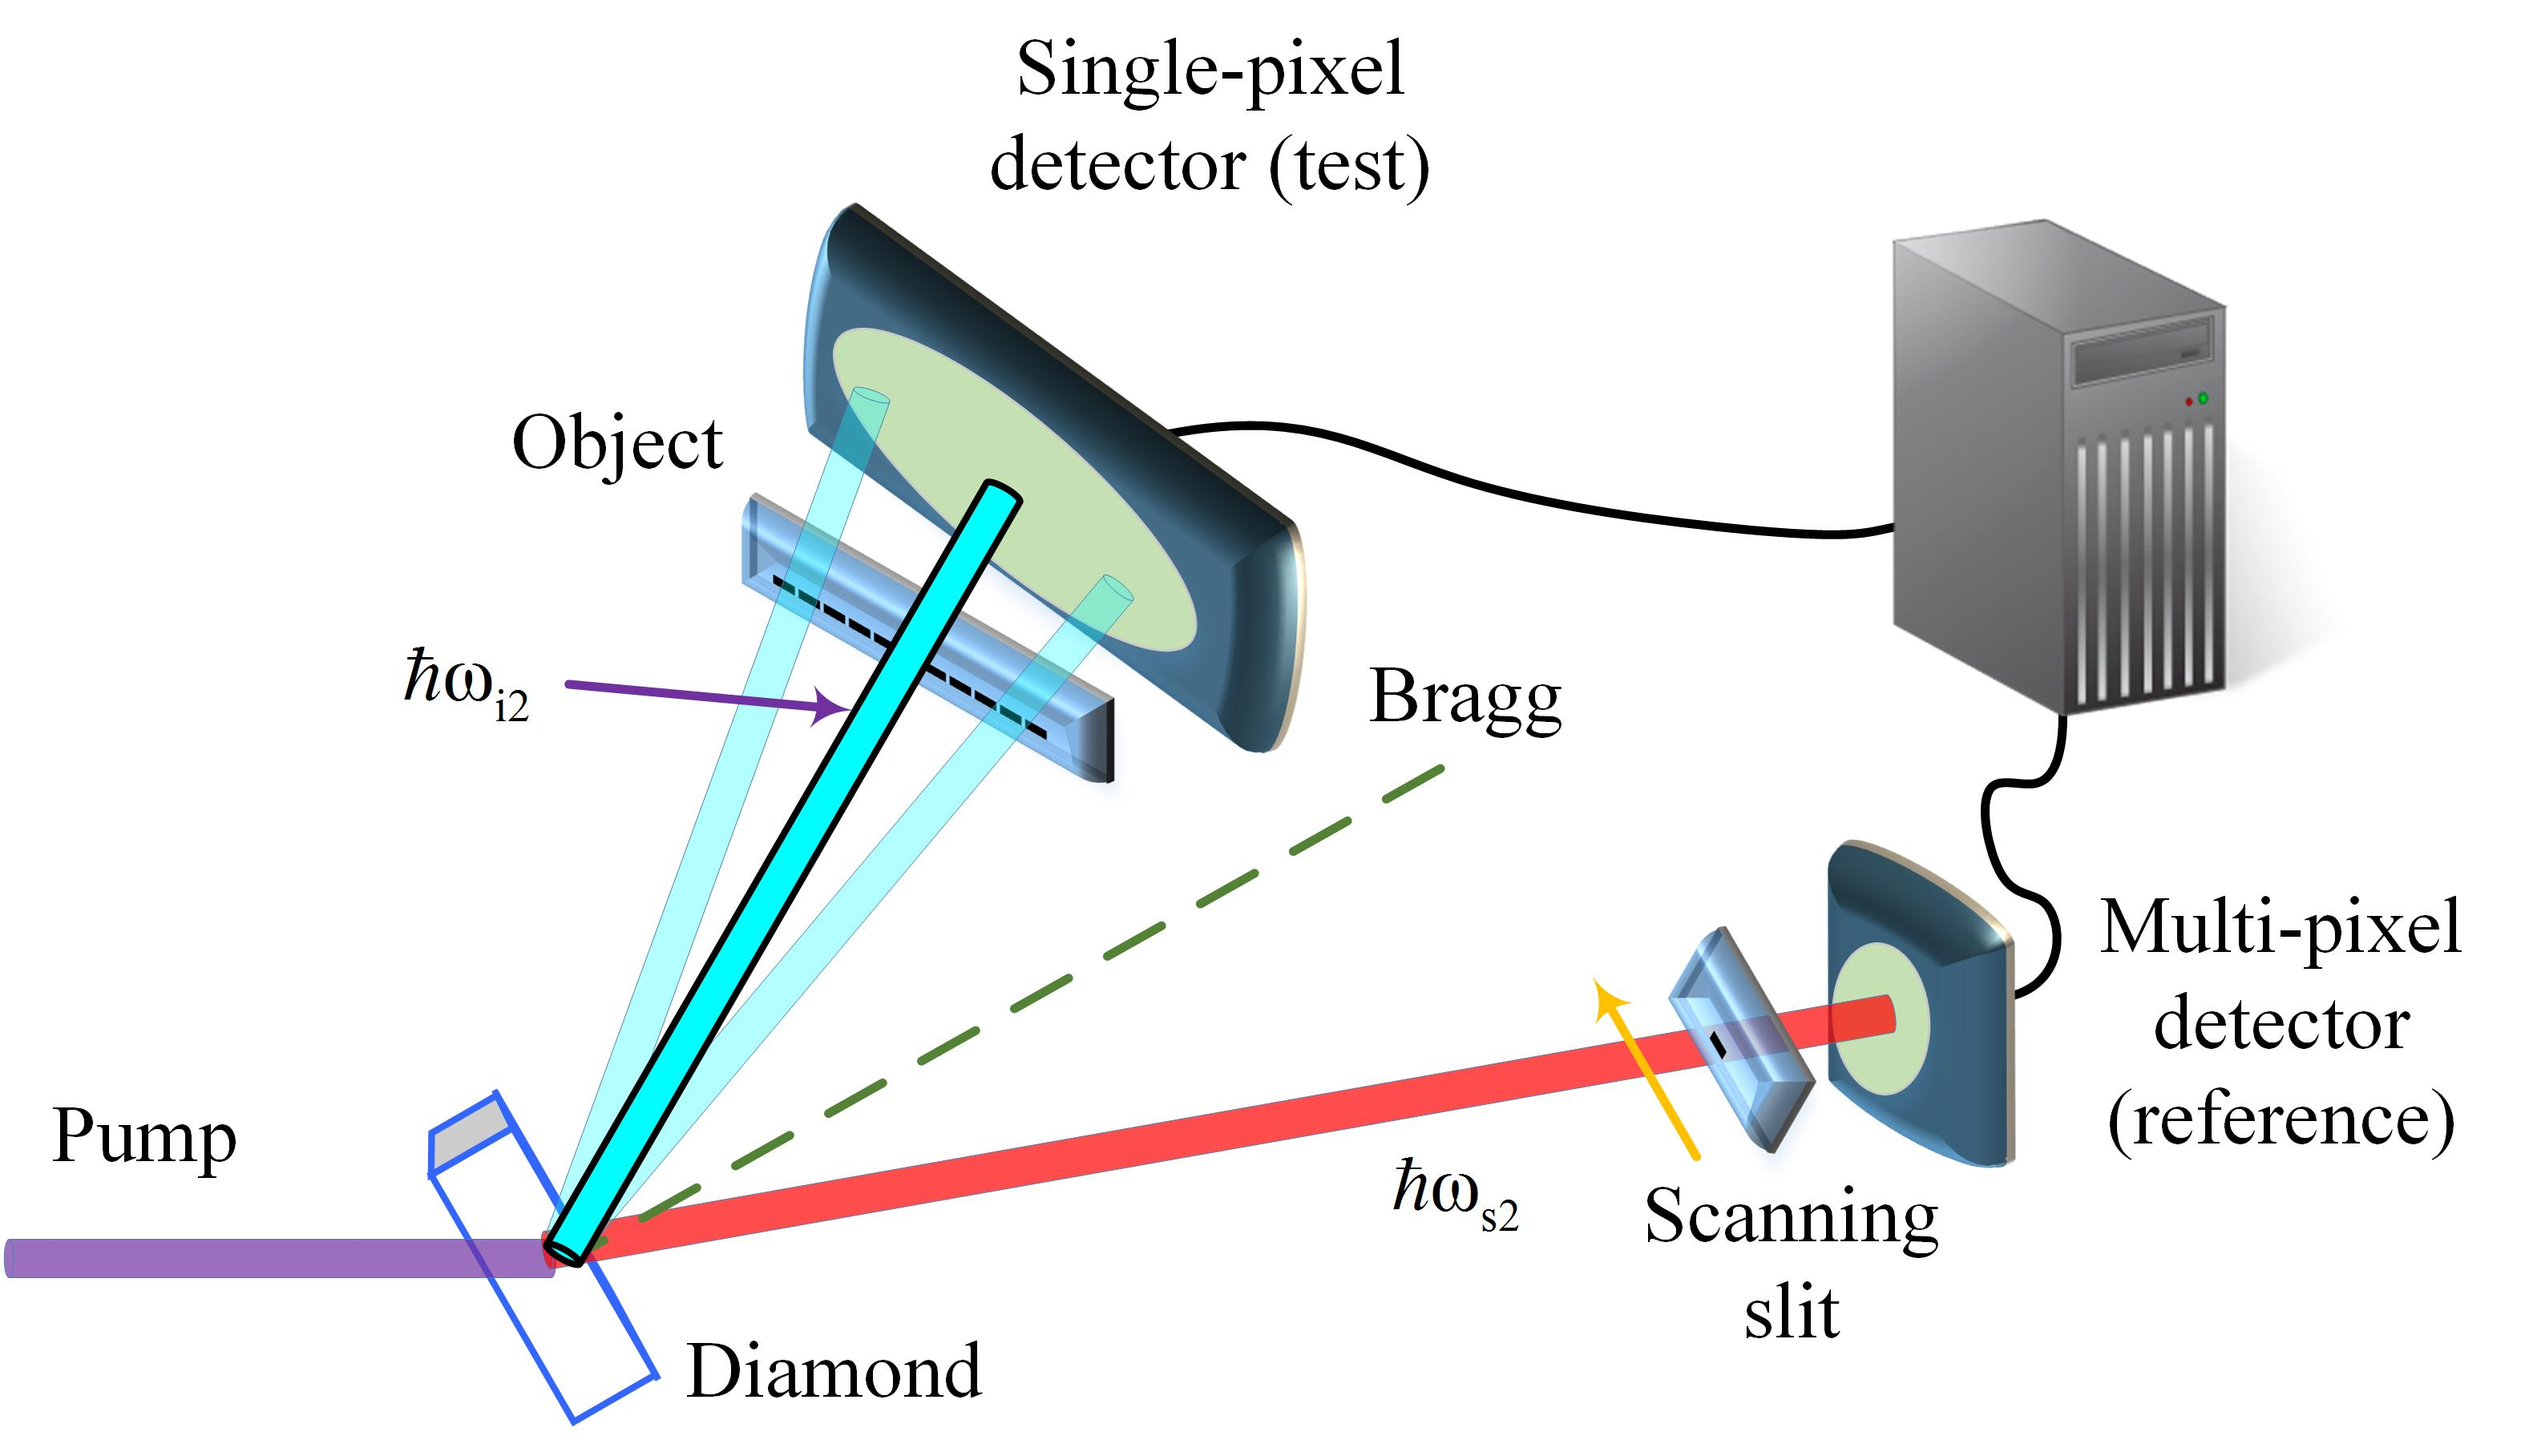 Single-pixel
detector (test)
Object
ħω_i2
Bragg
Multi-pixel
detector
(reference)
Pump
ħω_s2
Scanning
slit
Diamond